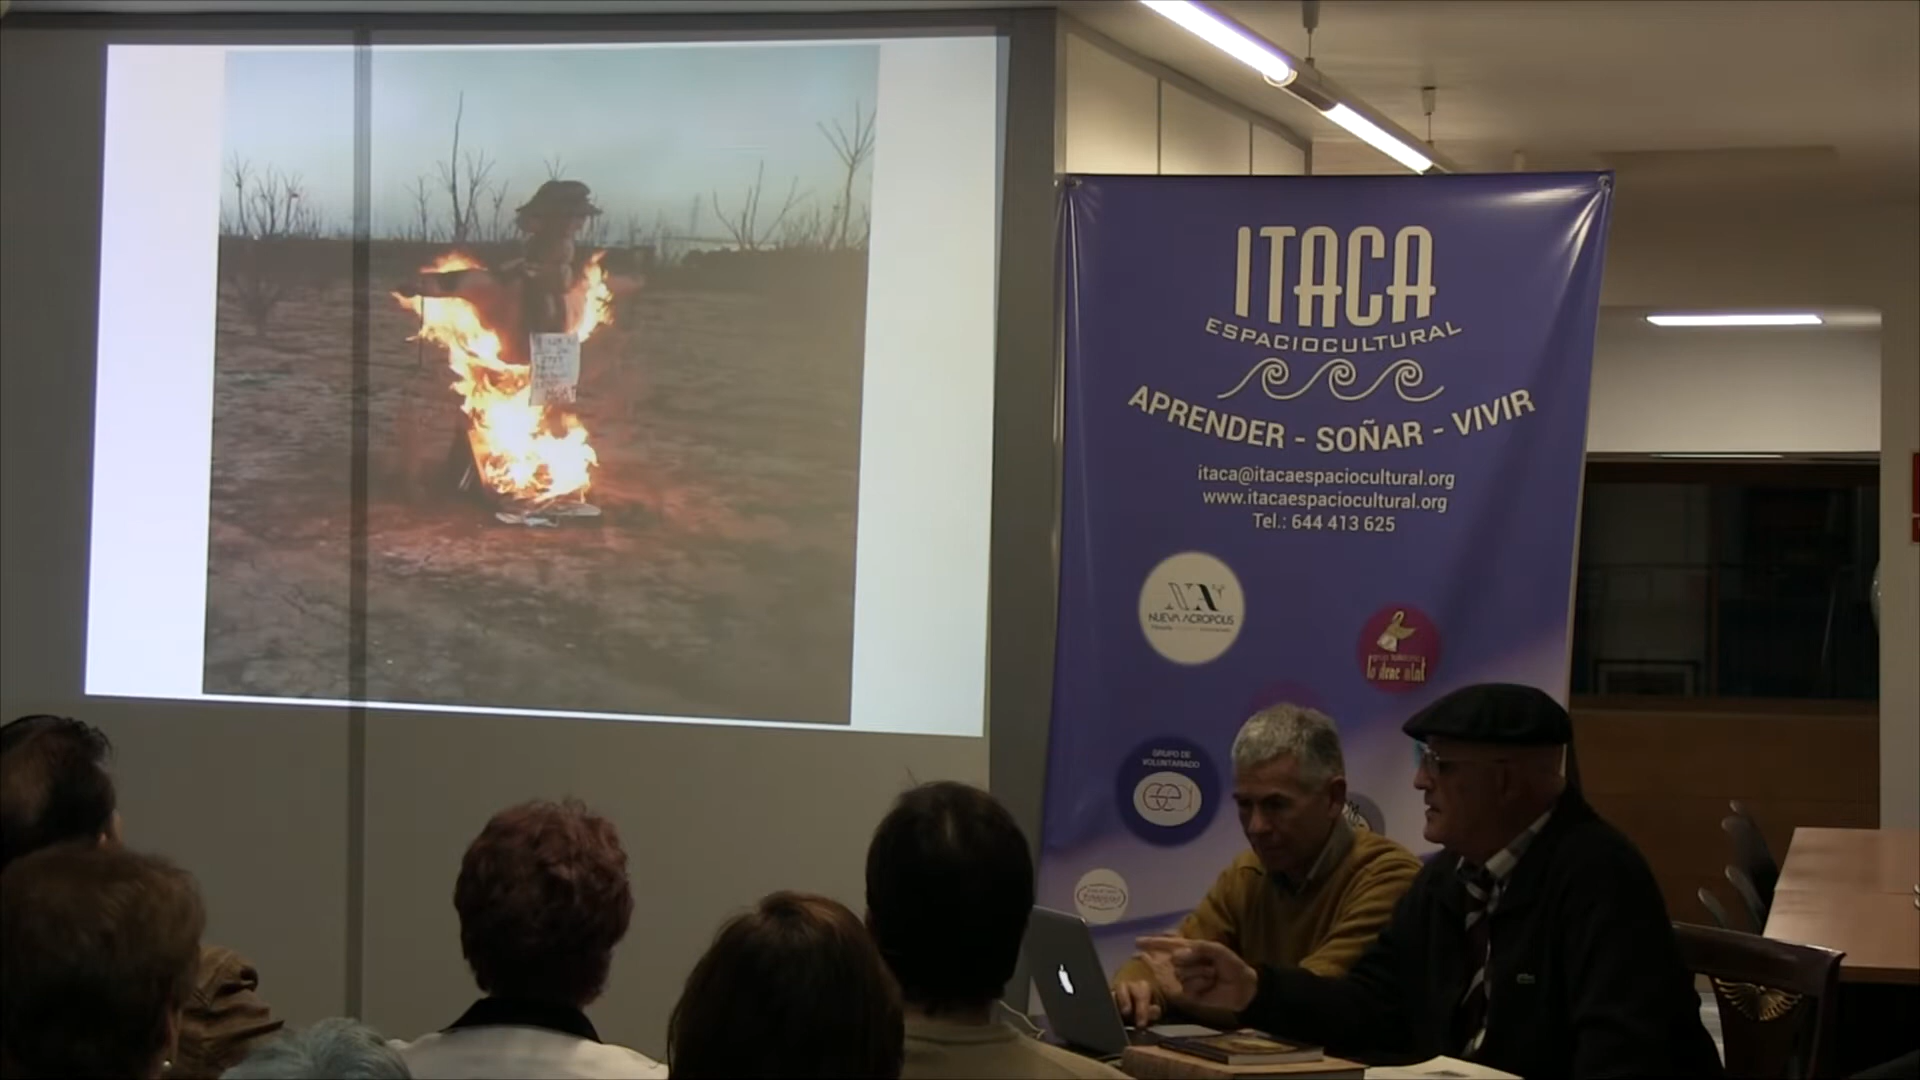 ITACA
ESPACIOCULTURAL
APRENDER - SOÑAR - VIVIR
itaca@itacaespaciocultural.org
www.itacaespaciocultural.org
Tel.: 644 413 625
NUEVA ACROPOLIS
GRUPO DE
VOLUNTARIADO